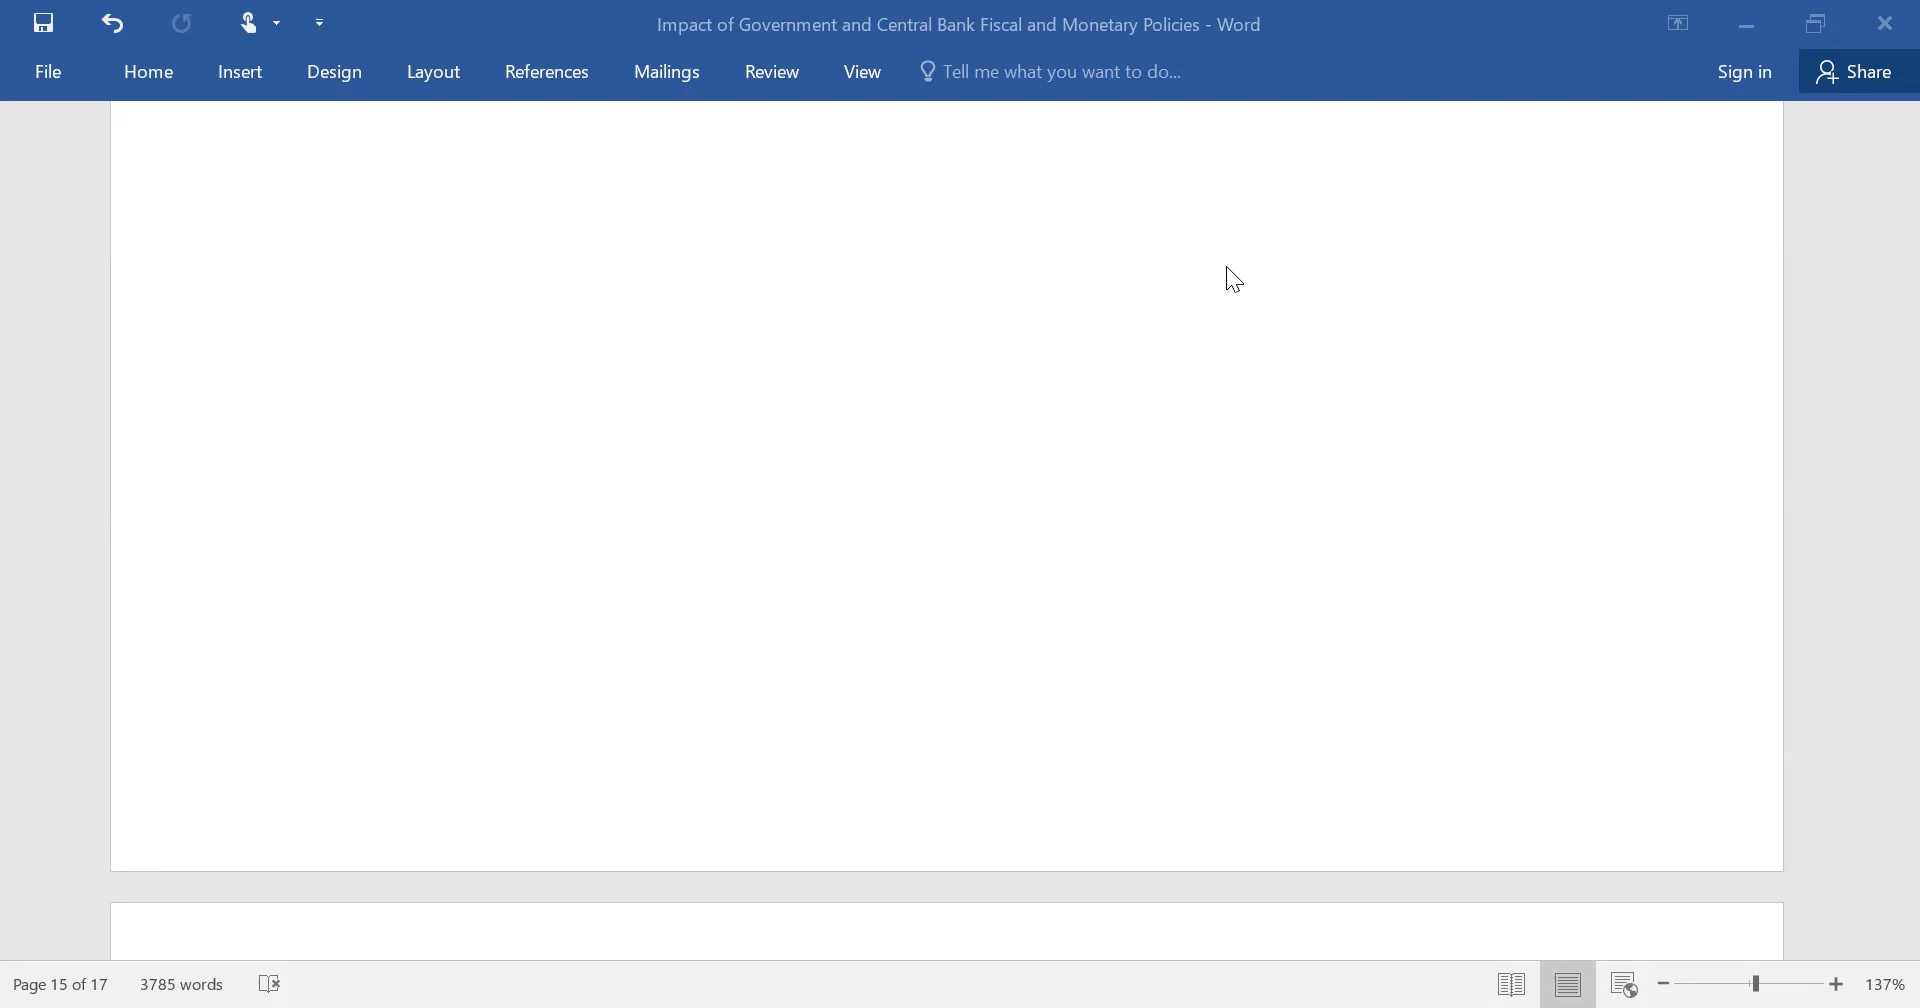 Impact of Government and Central Bank Fiscal and Monetary Policies - Word
File Home Insert Design Layout References Mailings Review View Tell me what you want to do... Sign in Share
Page 15 of 17 3785 words 137%